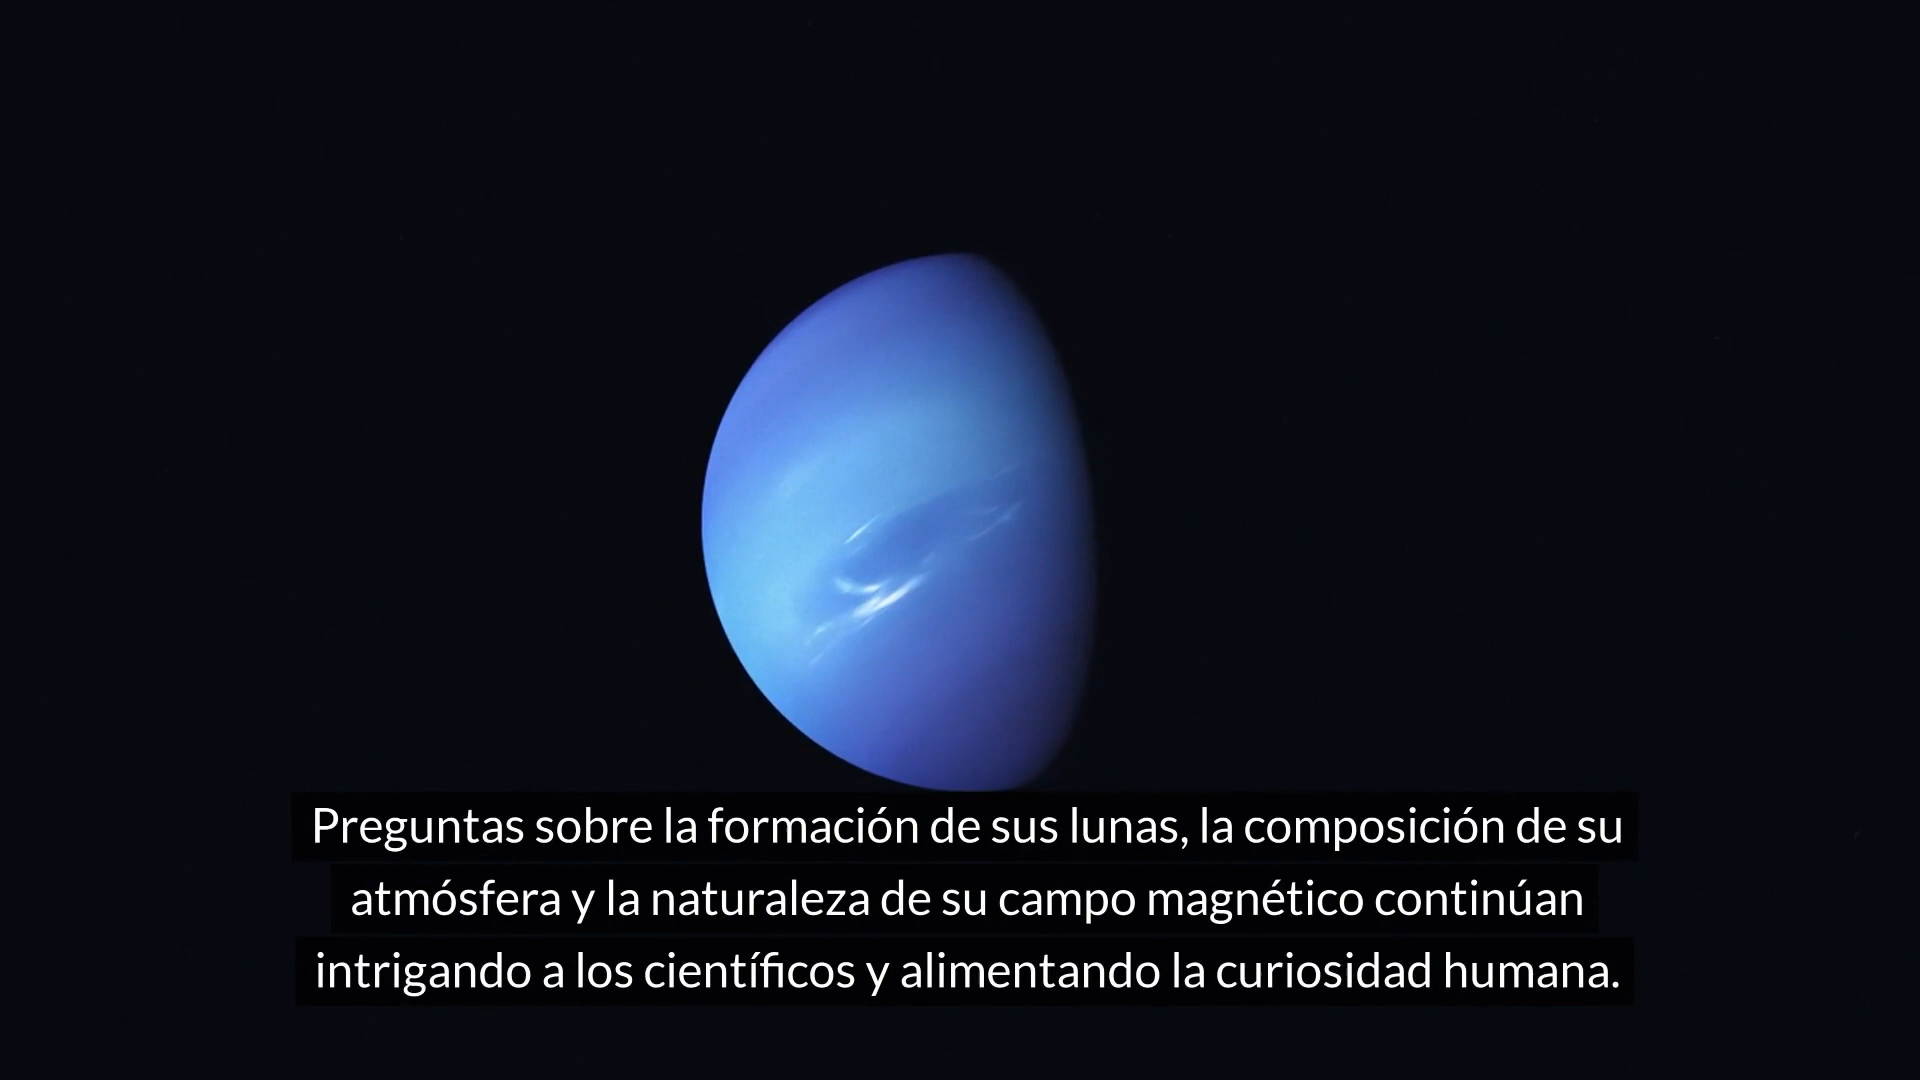 Preguntas sobre la formación de sus lunas, la composición de su
atmósfera y la naturaleza de su campo magnético continúan
intrigando a los científicos y alimentando la curiosidad humana.